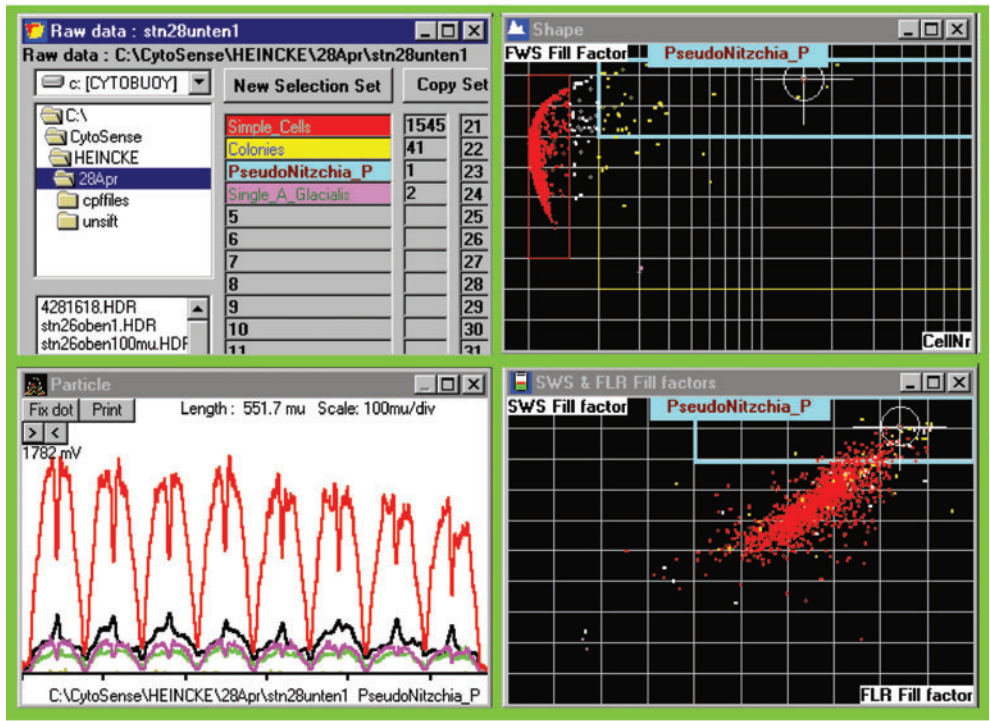 Raw data : stn28unten1
Raw data : C:\CytoSense\HEINCKE\28Apr\stn28unten1
c: [CYTOBUOY]
New Selection Set
Copy Set
C:\
CytoSense
HEINCKE
28Apr
cpffiles
unsift
Simple_Cells 1545 21
Colonies 41 22
PseudoNitzchia_P 1 23
Single_A_Glacialis 2 24
5 25
6 26
7 27
8 28
9 29
10 30
11 31
4281618.HDR
stn26oben1.HDR
stn26oben100mu.HDF
Shape
FWS Fill Factor
PseudoNitzchia_P
CellNr
Particle
Fix dot
Print
Length : 551.7 mu Scale: 100mu/div
> <
1782 mV
C:\CytoSense\HEINCKE\28Apr\stn28unten1 PseudoNitzchia_P
SWS & FLR Fill factors
SWS Fill factor
PseudoNitzchia_P
FLR Fill factor